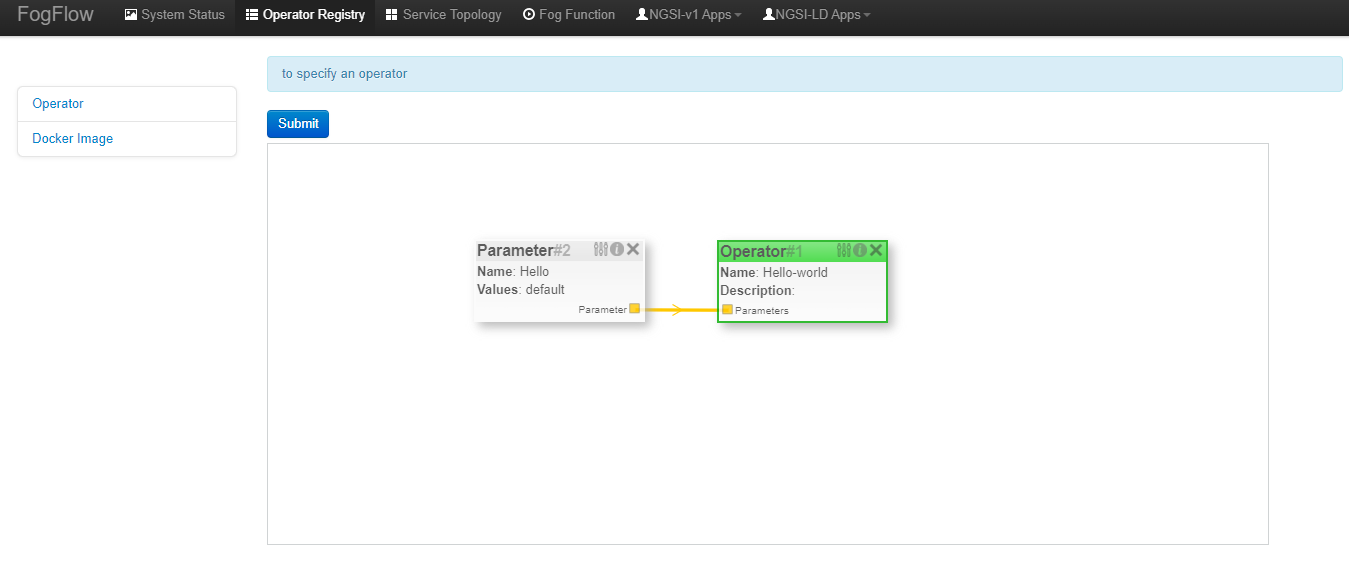 FogFlow System Status Operator Registry Service Topology Fog Function NGSI-v1 Apps NGSI-LD Apps
to specify an operator
Operator
Docker Image
Submit
Parameter#2
Name: Hello
Values: default
Parameter
Operator#1
Name: Hello-world
Description:
Parameters